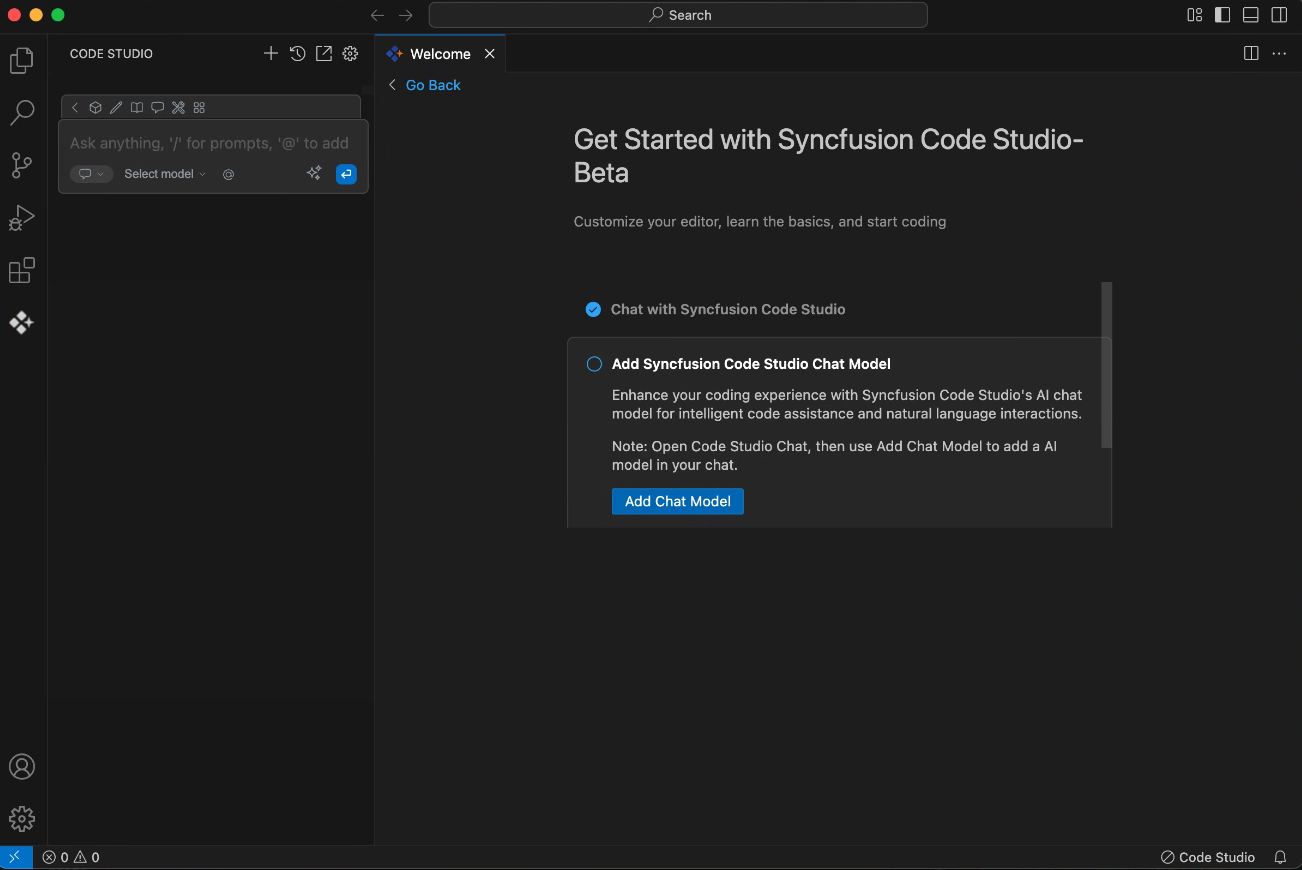 Search
CODE STUDIO
Welcome
Go Back
Ask anything, '/' for prompts, '@' to add
Select model
@
Get Started with Syncfusion Code Studio-
Beta
Customize your editor, learn the basics, and start coding
Chat with Syncfusion Code Studio
Add Syncfusion Code Studio Chat Model
Enhance your coding experience with Syncfusion Code Studio's AI chat
model for intelligent code assistance and natural language interactions.
Note: Open Code Studio Chat, then use Add Chat Model to add a AI
model in your chat.
Add Chat Model
0 0
Code Studio